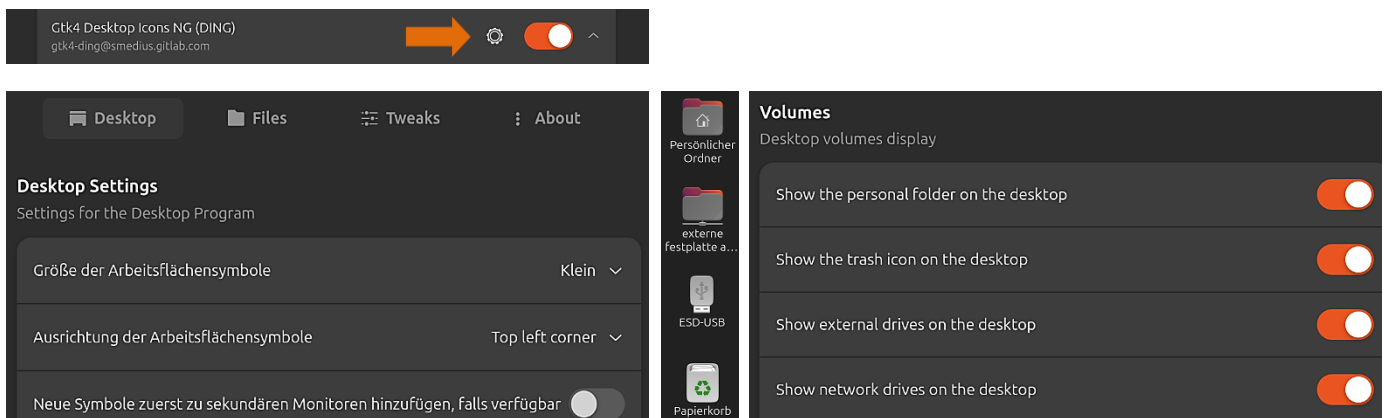 Gtk4 Desktop Icons NG (DING)
gtk4-ding@smedius.gitlab.com
Desktop
Files
Tweaks
About
Desktop Settings
Settings for the Desktop Program
Größe der Arbeitsflächensymbole
Klein
Ausrichtung der Arbeitsflächensymbole
Top left corner
Neue Symbole zuerst zu sekundären Monitoren hinzufügen, falls verfügbar
Persönlicher
Ordner
externe
festplatte a...
ESD-USB
Papierkorb
Volumes
Desktop volumes display
Show the personal folder on the desktop
Show the trash icon on the desktop
Show external drives on the desktop
Show network drives on the desktop